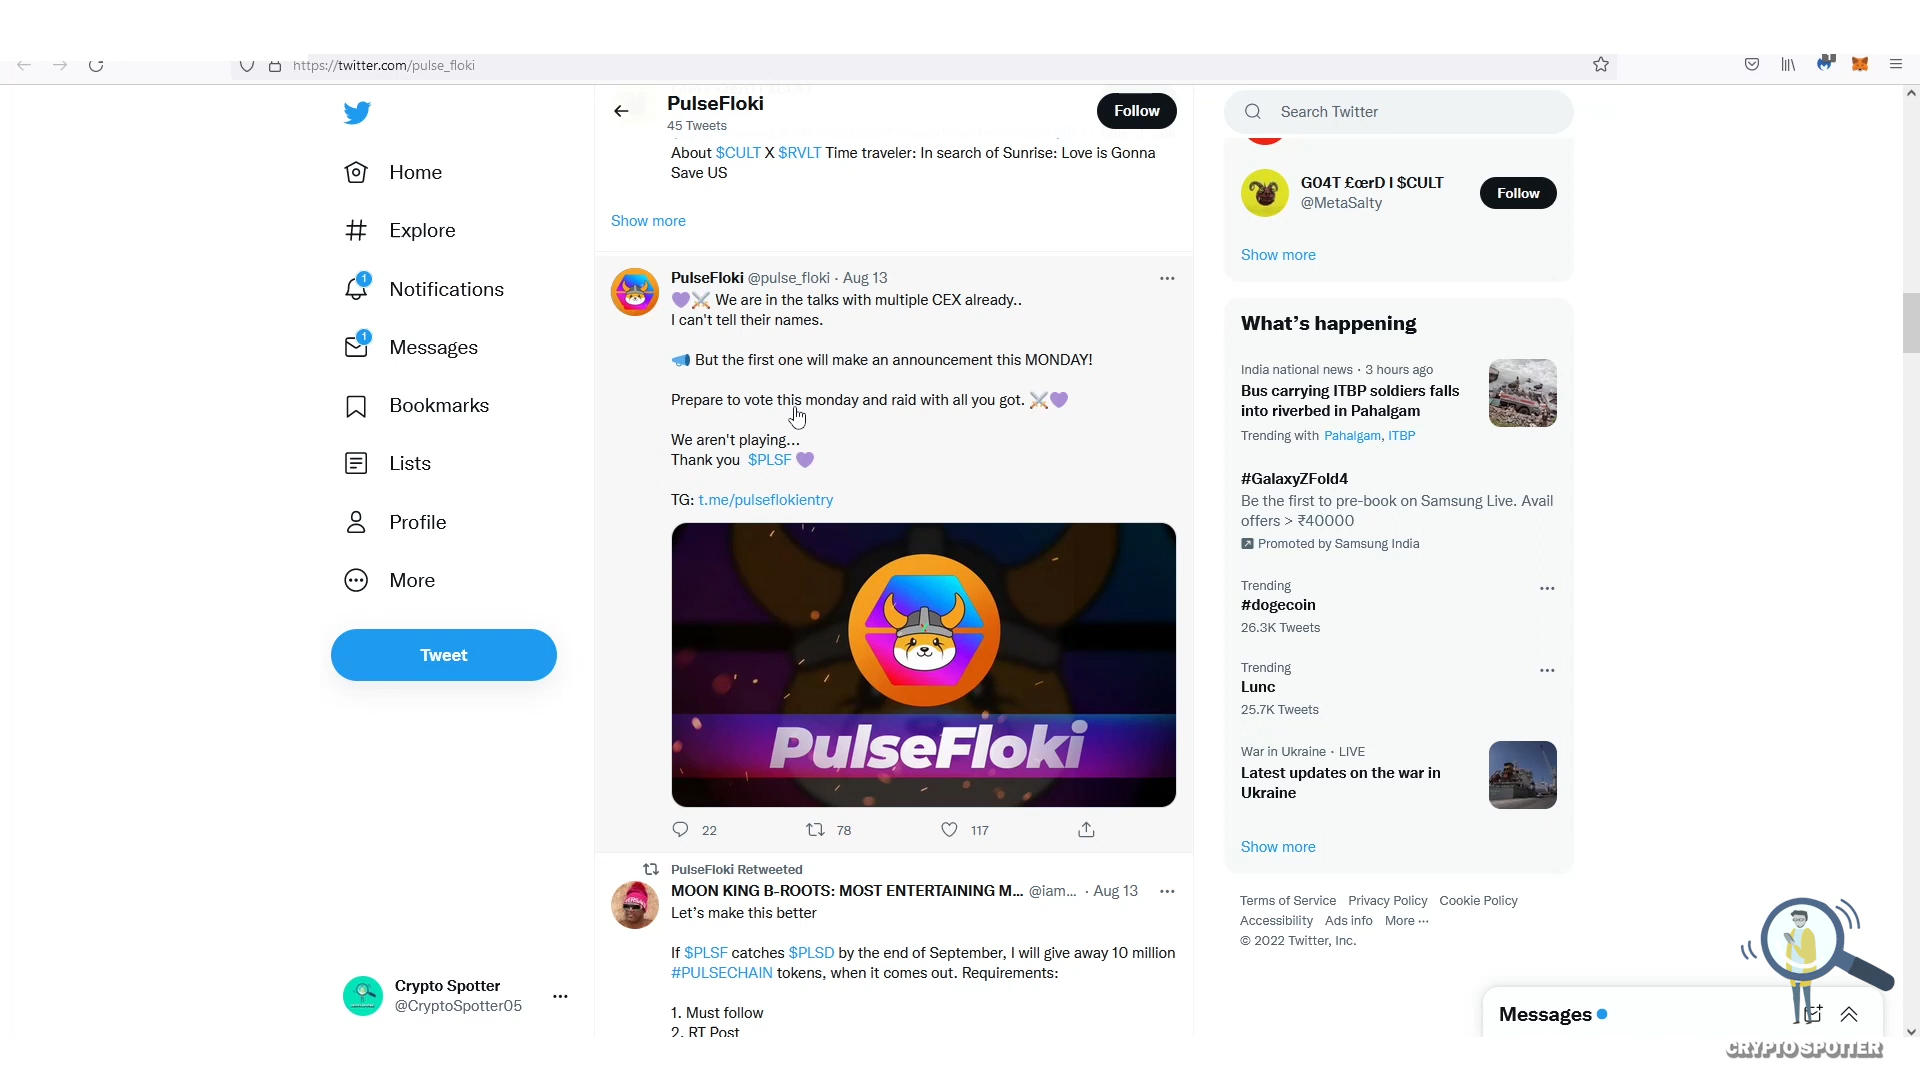 https://twitter.com/pulse_floki
Home
Explore
1
Notifications
1
Messages
Bookmarks
Lists
Profile
More
Tweet
Crypto Spotter
@CryptoSpotter05
PulseFloki
45 Tweets
Follow
About $CULT X $RVLT Time traveler: In search of Sunrise: Love is Gonna
Save US
Show more
PulseFloki @pulse_floki · Aug 13
💜⚔️ We are in the talks with multiple CEX already..
I can't tell their names.
📣 But the first one will make an announcement this MONDAY!
Prepare to vote this monday and raid with all you got. ⚔️💜
We aren't playing...
Thank you $PLSF 💜
TG: t.me/pulseflokientry
PulseFloki
22
78
117
PulseFloki Retweeted
MOON KING B-ROOTS: MOST ENTERTAINING M... @iam... · Aug 13
Let's make this better
If $PLSF catches $PLSD by the end of September, I will give away 10 million
#PULSECHAIN tokens, when it comes out. Requirements:
1. Must follow
2. RT Post
Search Twitter
G04T £œrD I $CULT
@MetaSalty
Follow
Show more
What's happening
India national news · 3 hours ago
Bus carrying ITBP soldiers falls
into riverbed in Pahalgam
Trending with Pahalgam, ITBP
#GalaxyZFold4
Be the first to pre-book on Samsung Live. Avail
offers > ₹40000
Promoted by Samsung India
Trending
#dogecoin
26.3K Tweets
Trending
Lunc
25.7K Tweets
War in Ukraine · LIVE
Latest updates on the war in
Ukraine
Show more
Terms of Service Privacy Policy Cookie Policy
Accessibility Ads info More ···
© 2022 Twitter, Inc.
Messages
CRYPTO SPOTTER